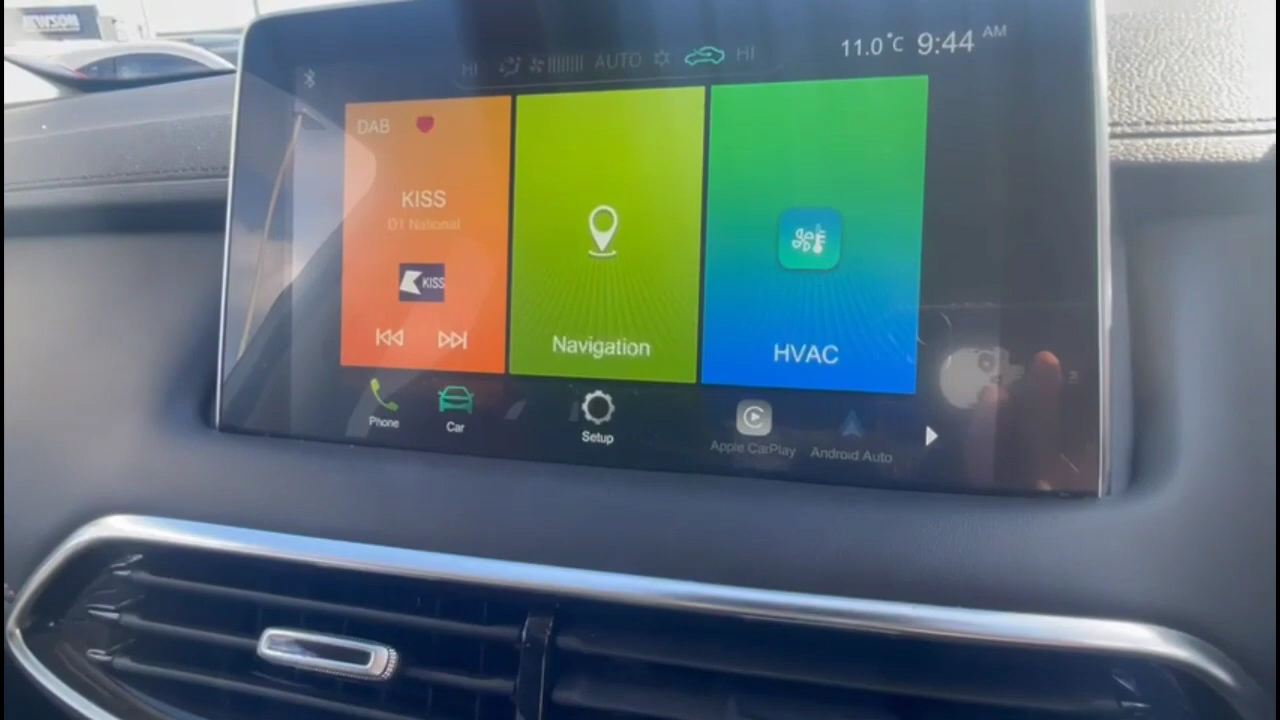 HI AUTO HI
11.0°C 9:44 AM
DAB
KISS
D1 National
KISS
Navigation
HVAC
Phone
Car
Setup
Apple CarPlay
Android Auto